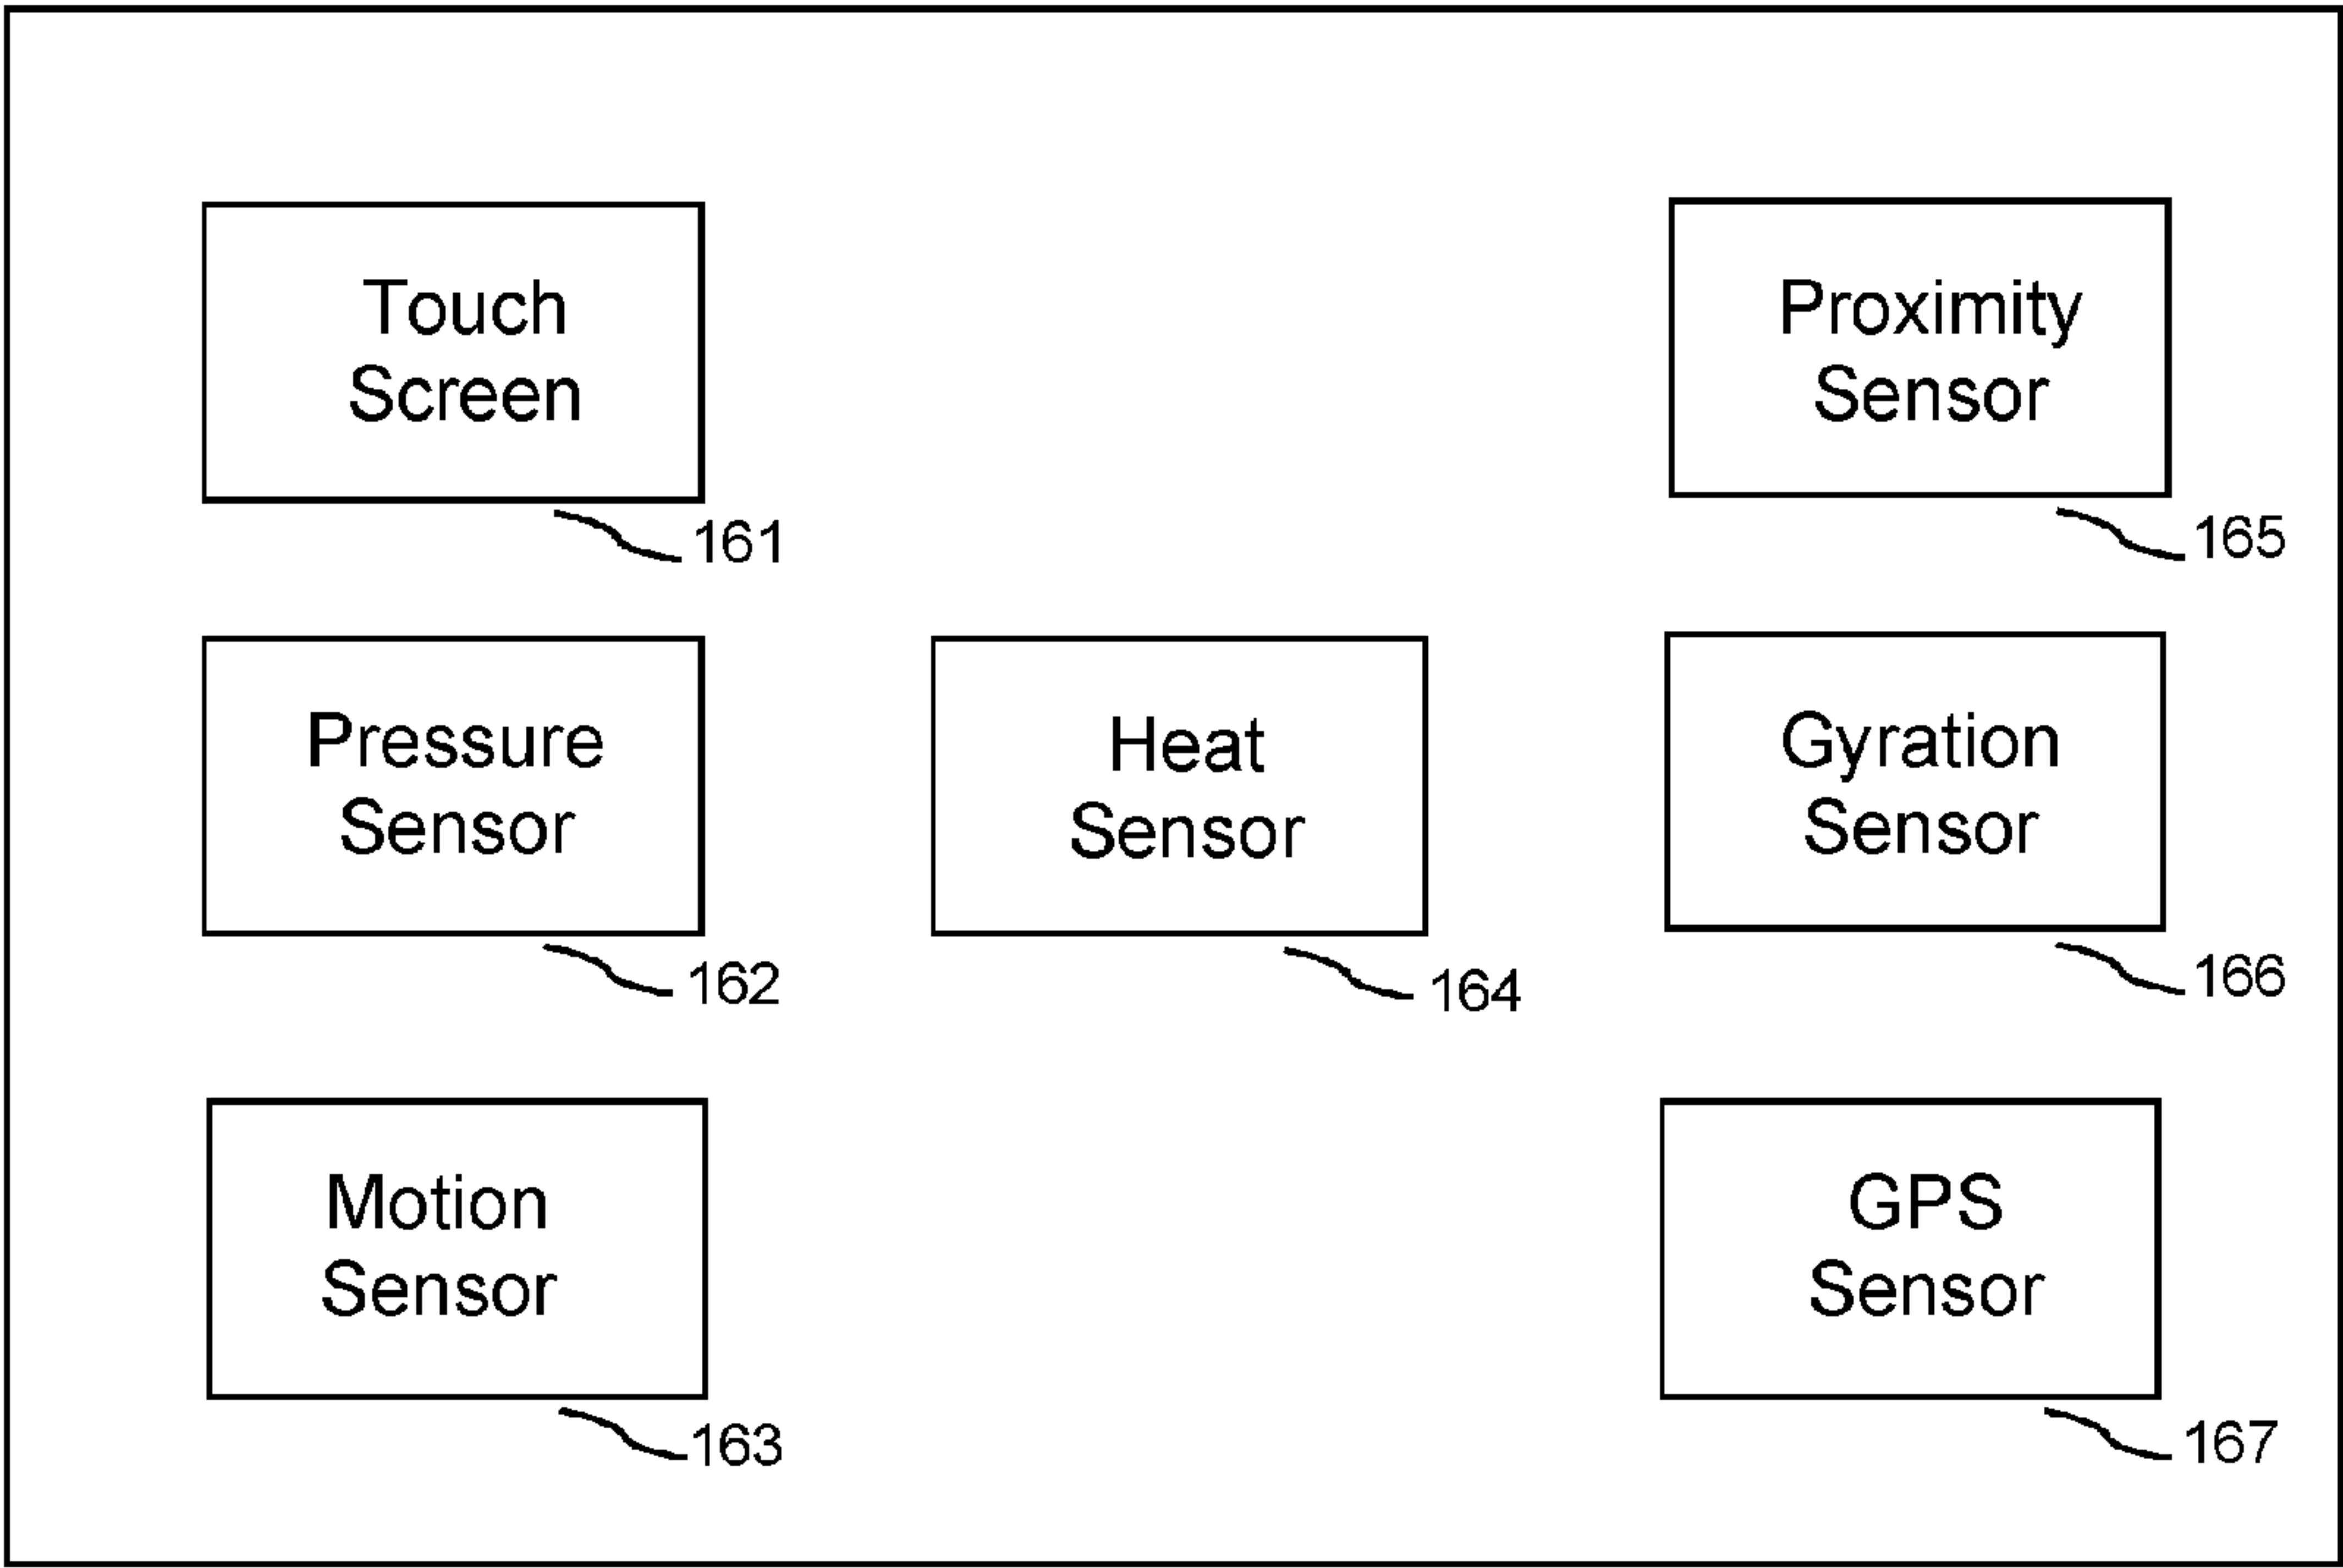 Touch
Screen
161
Proximity
Sensor
165
Pressure
Sensor
162
Heat
Sensor
164
Gyration
Sensor
166
Motion
Sensor
163
GPS
Sensor
167